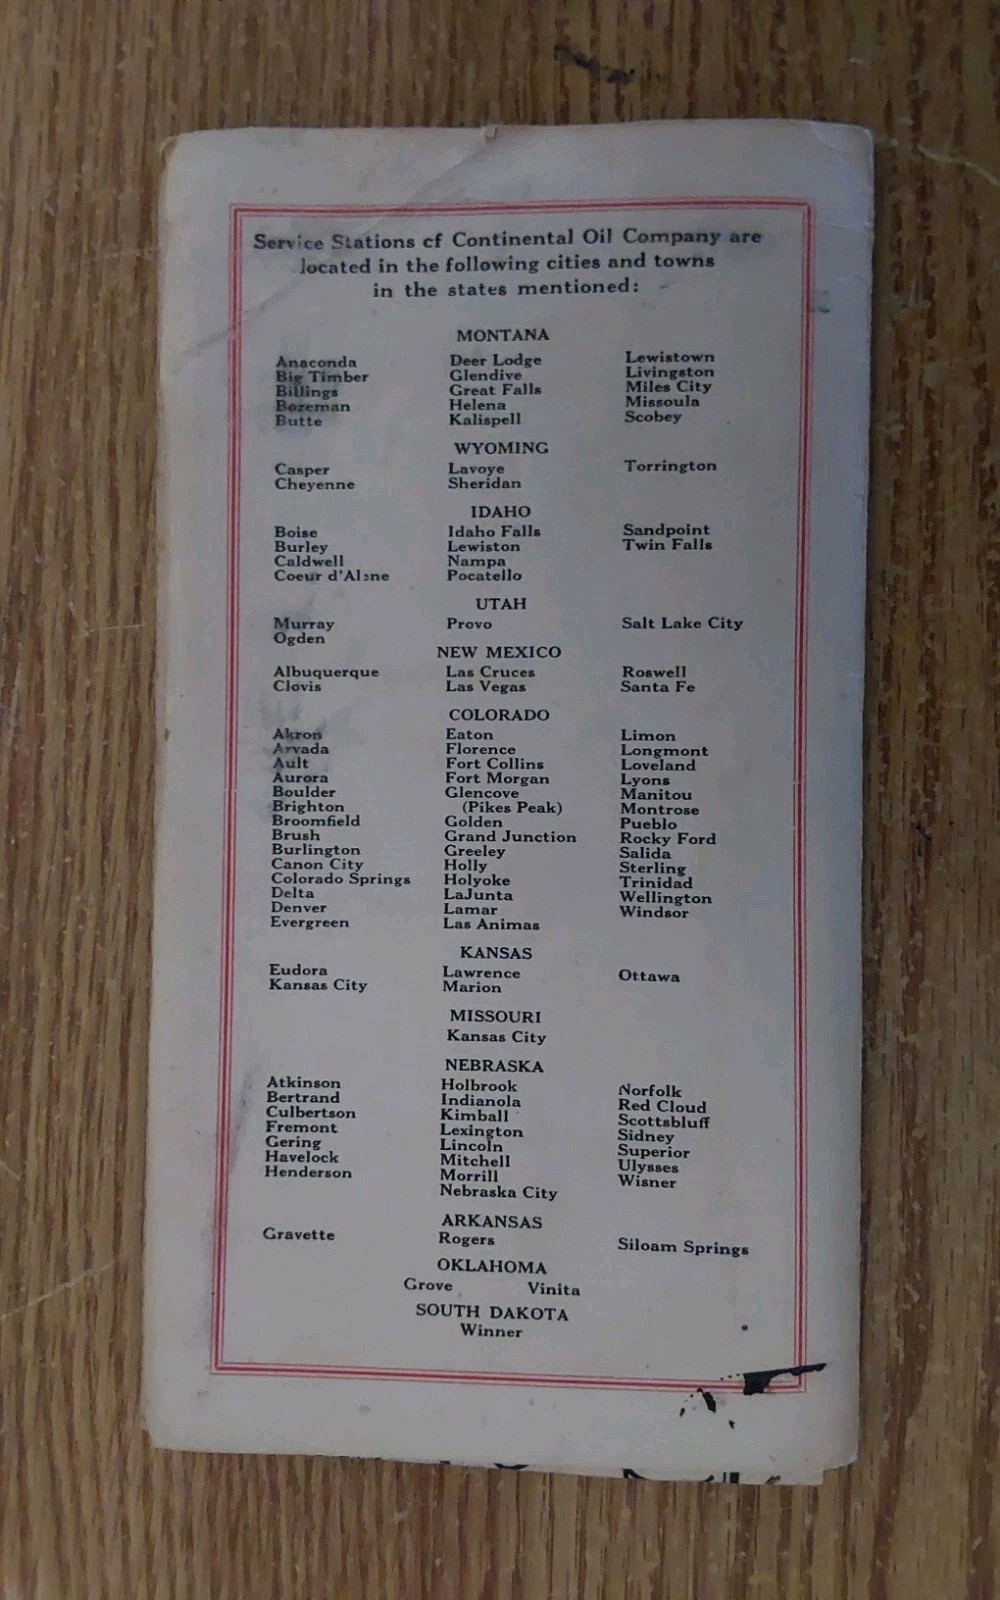 Service Stations of Continental Oil Company are
located in the following cities and towns
in the states mentioned:
MONTANA
Anaconda Deer Lodge Lewistown
Big Timber Glendive Livingston
Billings Great Falls Miles City
Bozeman Helena Missoula
Butte Kalispell Scobey
WYOMING
Casper Lavoye Torrington
Cheyenne Sheridan
IDAHO
Boise Idaho Falls Sandpoint
Burley Lewiston Twin Falls
Caldwell Nampa
Coeur d'Alene Pocatello
UTAH
Murray Provo Salt Lake City
Ogden
NEW MEXICO
Albuquerque Las Cruces Roswell
Clovis Las Vegas Santa Fe
COLORADO
Akron Eaton Limon
Arvada Florence Longmont
Ault Fort Collins Loveland
Aurora Fort Morgan Lyons
Boulder Glencove Manitou
Brighton (Pikes Peak) Montrose
Broomfield Golden Pueblo
Brush Grand Junction Rocky Ford
Burlington Greeley Salida
Canon City Holly Sterling
Colorado Springs Holyoke Trinidad
Delta LaJunta Wellington
Denver Lamar Windsor
Evergreen Las Animas
KANSAS
Eudora Lawrence Ottawa
Kansas City Marion
MISSOURI
Kansas City
NEBRASKA
Atkinson Holbrook Norfolk
Bertrand Indianola Red Cloud
Culbertson Kimball Scottsbluff
Fremont Lexington Sidney
Gering Lincoln Superior
Havelock Mitchell Ulysses
Henderson Morrill Wisner
Nebraska City
ARKANSAS
Gravette Rogers Siloam Springs
OKLAHOMA
Grove Vinita
SOUTH DAKOTA
Winner